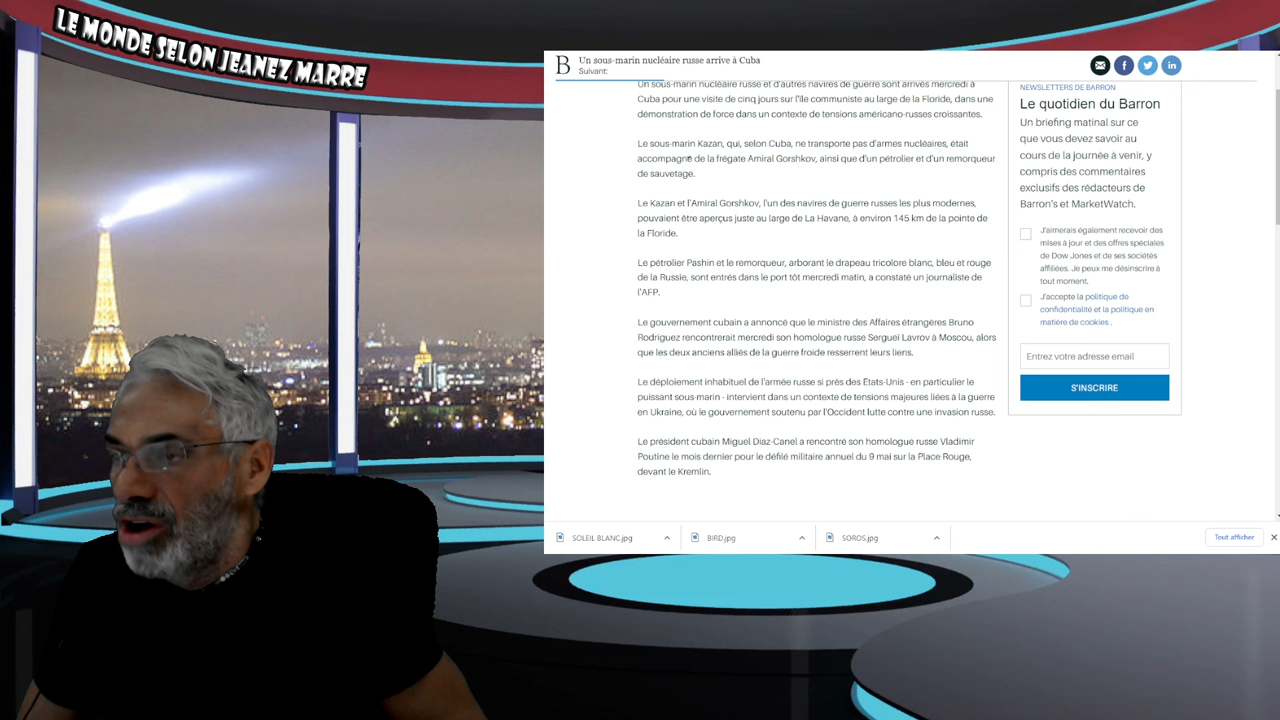 LE MONDE SELON JEANEZ MARRE
B
Un sous-marin nucléaire russe arrive à Cuba
Suivant:
Un sous-marin nucléaire russe et d'autres navires de guerre sont arrivés mercredi à
Cuba pour une visite de cinq jours sur l'île communiste au large de la Floride, dans une
démonstration de force dans un contexte de tensions américano-russes croissantes.
Le sous-marin Kazan, qui, selon Cuba, ne transporte pas d'armes nucléaires, était
accompagné de la frégate Amiral Gorshkov, ainsi que d'un pétrolier et d'un remorqueur
de sauvetage.
Le Kazan et l'Amiral Gorshkov, l'un des navires de guerre russes les plus modernes,
pouvaient être aperçus juste au large de La Havane, à environ 145 km de la pointe de
la Floride.
Le pétrolier Pashin et le remorqueur, arborant le drapeau tricolore blanc, bleu et rouge
de la Russie, sont entrés dans le port tôt mercredi matin, a constaté un journaliste de
l'AFP.
Le gouvernement cubain a annoncé que le ministre des Affaires étrangères Bruno
Rodriguez rencontrerait mercredi son homologue russe Sergueï Lavrov à Moscou, alors
que les deux anciens alliés de la guerre froide resserrent leurs liens.
Le déploiement inhabituel de l'armée russe si près des États-Unis - en particulier le
puissant sous-marin - intervient dans un contexte de tensions majeures liées à la guerre
en Ukraine, où le gouvernement soutenu par l'Occident lutte contre une invasion russe.
Le président cubain Miguel Diaz-Canel a rencontré son homologue russe Vladimir
Poutine le mois dernier pour le défilé militaire annuel du 9 mai sur la Place Rouge,
devant le Kremlin.
NEWSLETTERS DE BARRON
Le quotidien du Barron
Un briefing matinal sur ce
que vous devez savoir au
cours de la journée à venir, y
compris des commentaires
exclusifs des rédacteurs de
Barron's et MarketWatch.
J'aimerais également recevoir des
mises à jour et des offres spéciales
de Dow Jones et de ses sociétés
affiliées. Je peux me désinscrire à
tout moment.
J'accepte la politique de
confidentialité et la politique en
matière de cookies .
Entrez votre adresse email
S'INSCRIRE
SOLEIL BLANC.jpg
BIRD.jpg
SOROS.jpg
Tout afficher